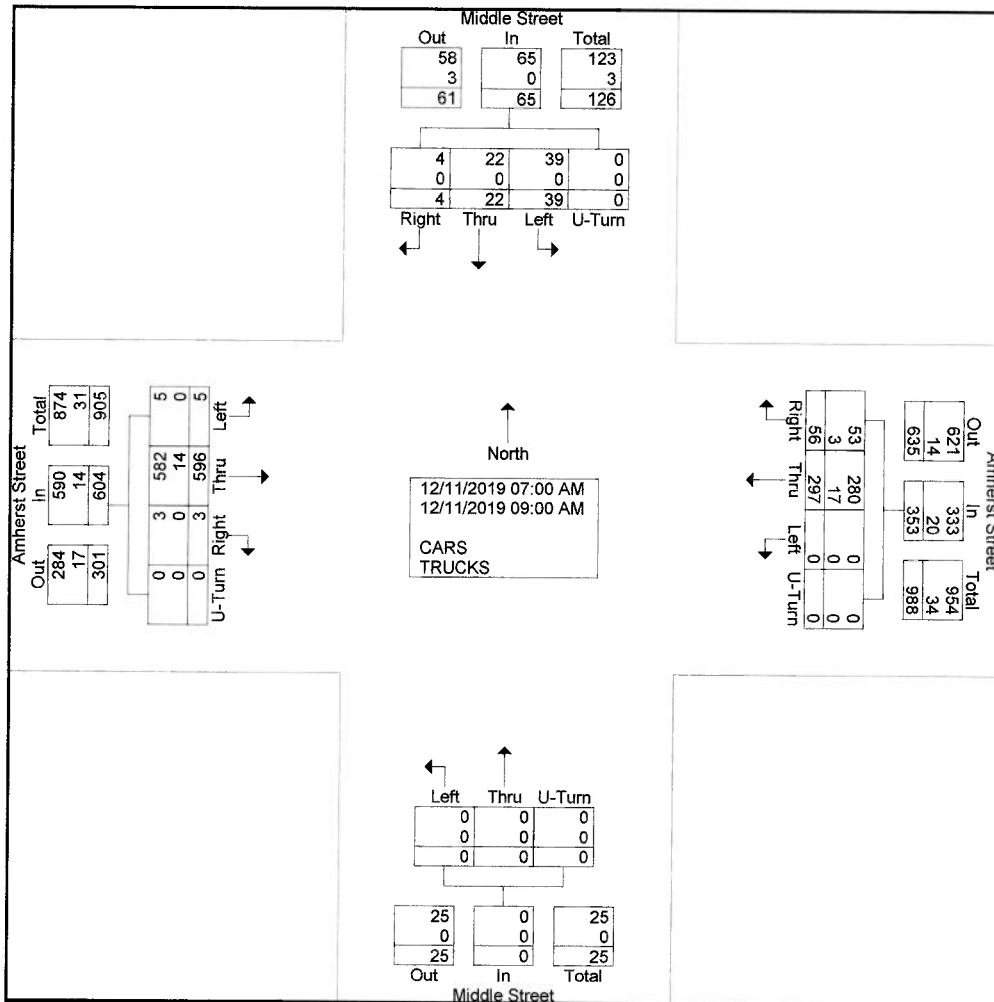 Middle Street
Out In Total
58 65 123
3 0 3
61 65 126
4 22 39 0
0 0 0 0
4 22 39 0
Right Thru Left U-Turn
Amherst Street
Total In Out
874 590 284
31 14 17
905 604 301
5 582 3 0
0 14 0 0
5 596 3 0
Left Thru Right U-Turn
North
12/11/2019 07:00 AM
12/11/2019 09:00 AM
CARS
TRUCKS
Amherst Street
Out In Total
621 333 954
14 20 34
635 353 988
53 280 0 0
3 17 0 0
56 297 0 0
Right Thru Left U-Turn
Left Thru U-Turn
0 0 0
0 0 0
0 0 0
25 0 25
0 0 0
25 0 25
Out In Total
Middle Street